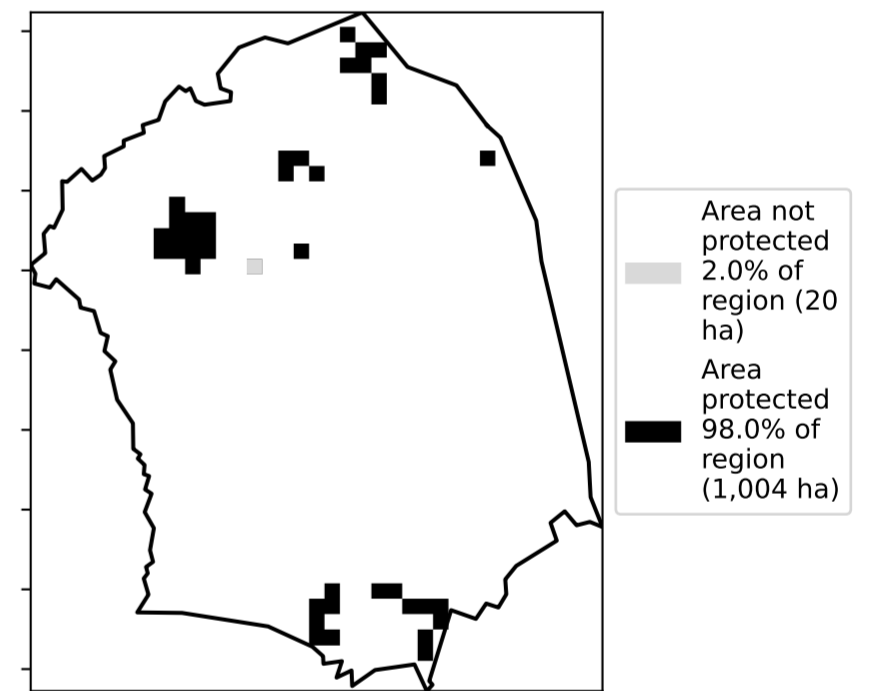 Area not
protected
2.0% of
region (20
ha)
Area
protected
98.0% of
region
(1,004 ha)